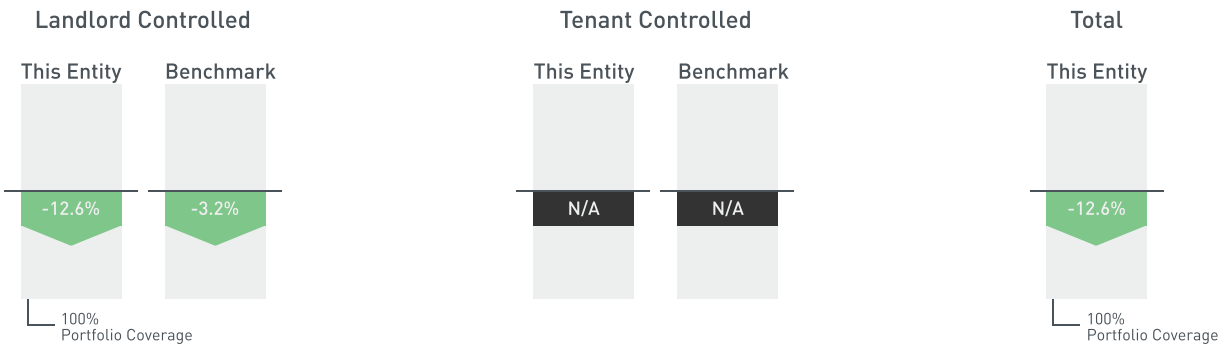 Landlord Controlled
Tenant Controlled
Total
This Entity
Benchmark
This Entity
Benchmark
This Entity
-12.6%
-3.2%
N/A
N/A
-12.6%
100%
Portfolio Coverage
100%
Portfolio Coverage